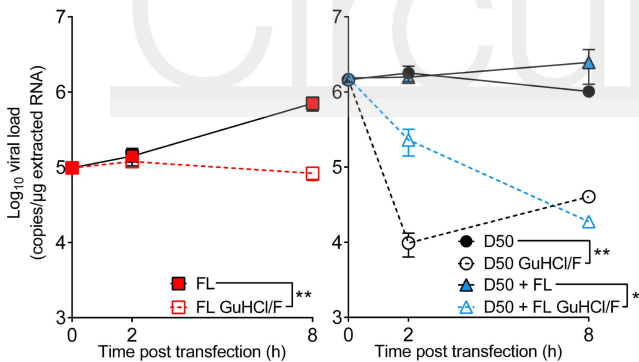 Circul
Log₁₀ viral load
(copies/µg extracted RNA)
7
6
5
4
3
0
2
8
Time post transfection (h)
FL
FL GuHCl/F
**
7
6
5
4
3
0
2
8
Time post transfection (h)
D50
D50 GuHCl/F
**
D50 + FL
D50 + FL GuHCl/F
*